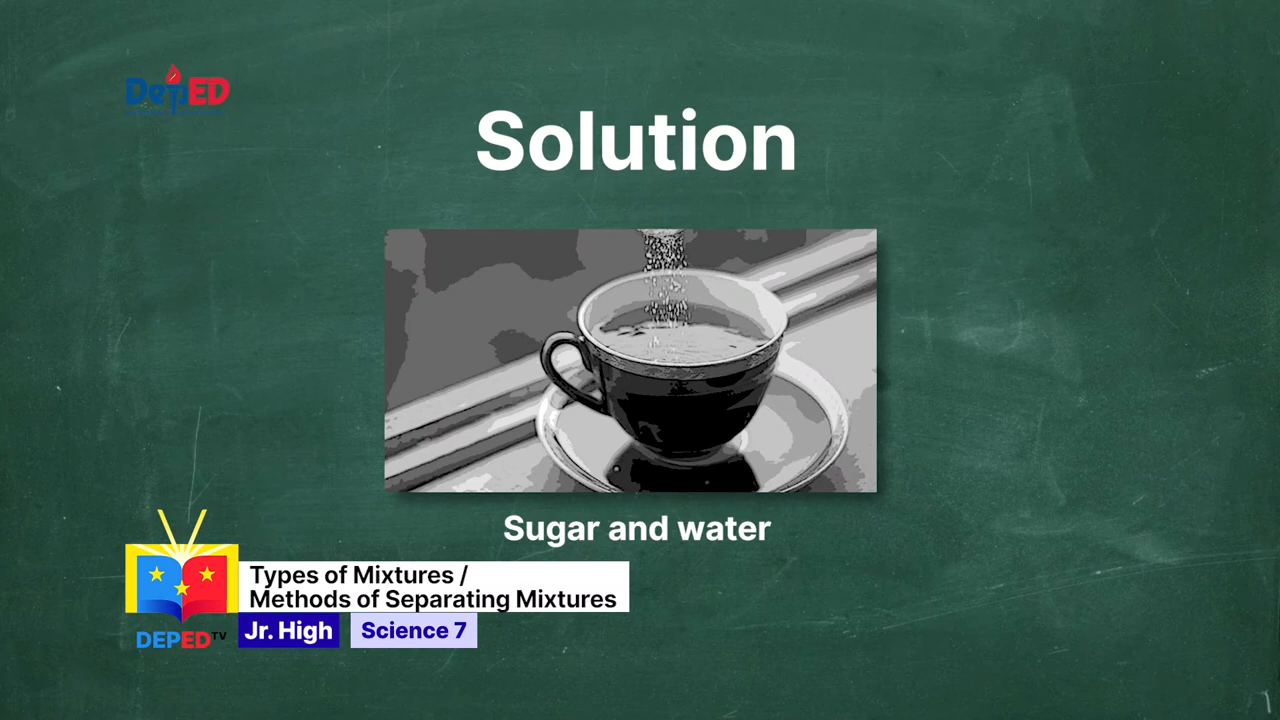 DepED
Solution
Sugar and water
Types of Mixtures /
Methods of Separating Mixtures
DEPED TV
Jr. High
Science 7